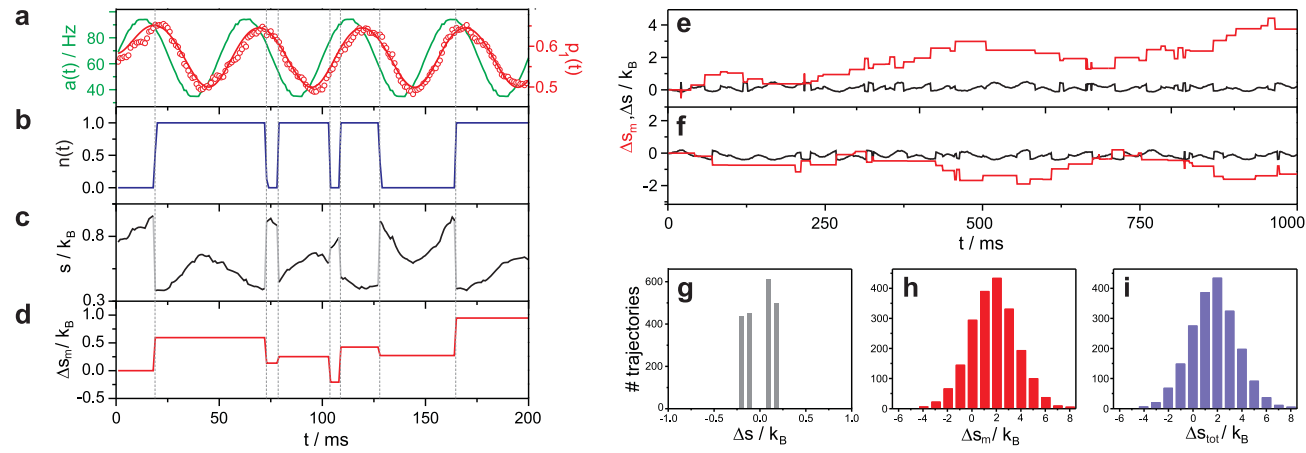 a
a(t) / Hz
80
60
40
0.6
0.5
p1(t)
b
n(t)
1.0
0.5
0.0
c
s / kB
0.8
0.3
d
Δsm/ kB
1.0
0.5
0.0
-0.5
0 50 100 150 200
t / ms
e
f
Δsm,Δs / kB
4
2
0
2
0
-2
0 250 500 750 1000
t / ms
g
# trajectories
600
400
200
0
-1.0 -0.5 0.0 0.5 1.0
Δs / kB
h
400
300
200
100
0
-6 -4 -2 0 2 4 6 8
Δsm/ kB
i
400
300
200
100
0
-6 -4 -2 0 2 4 6 8
Δstot/ kB